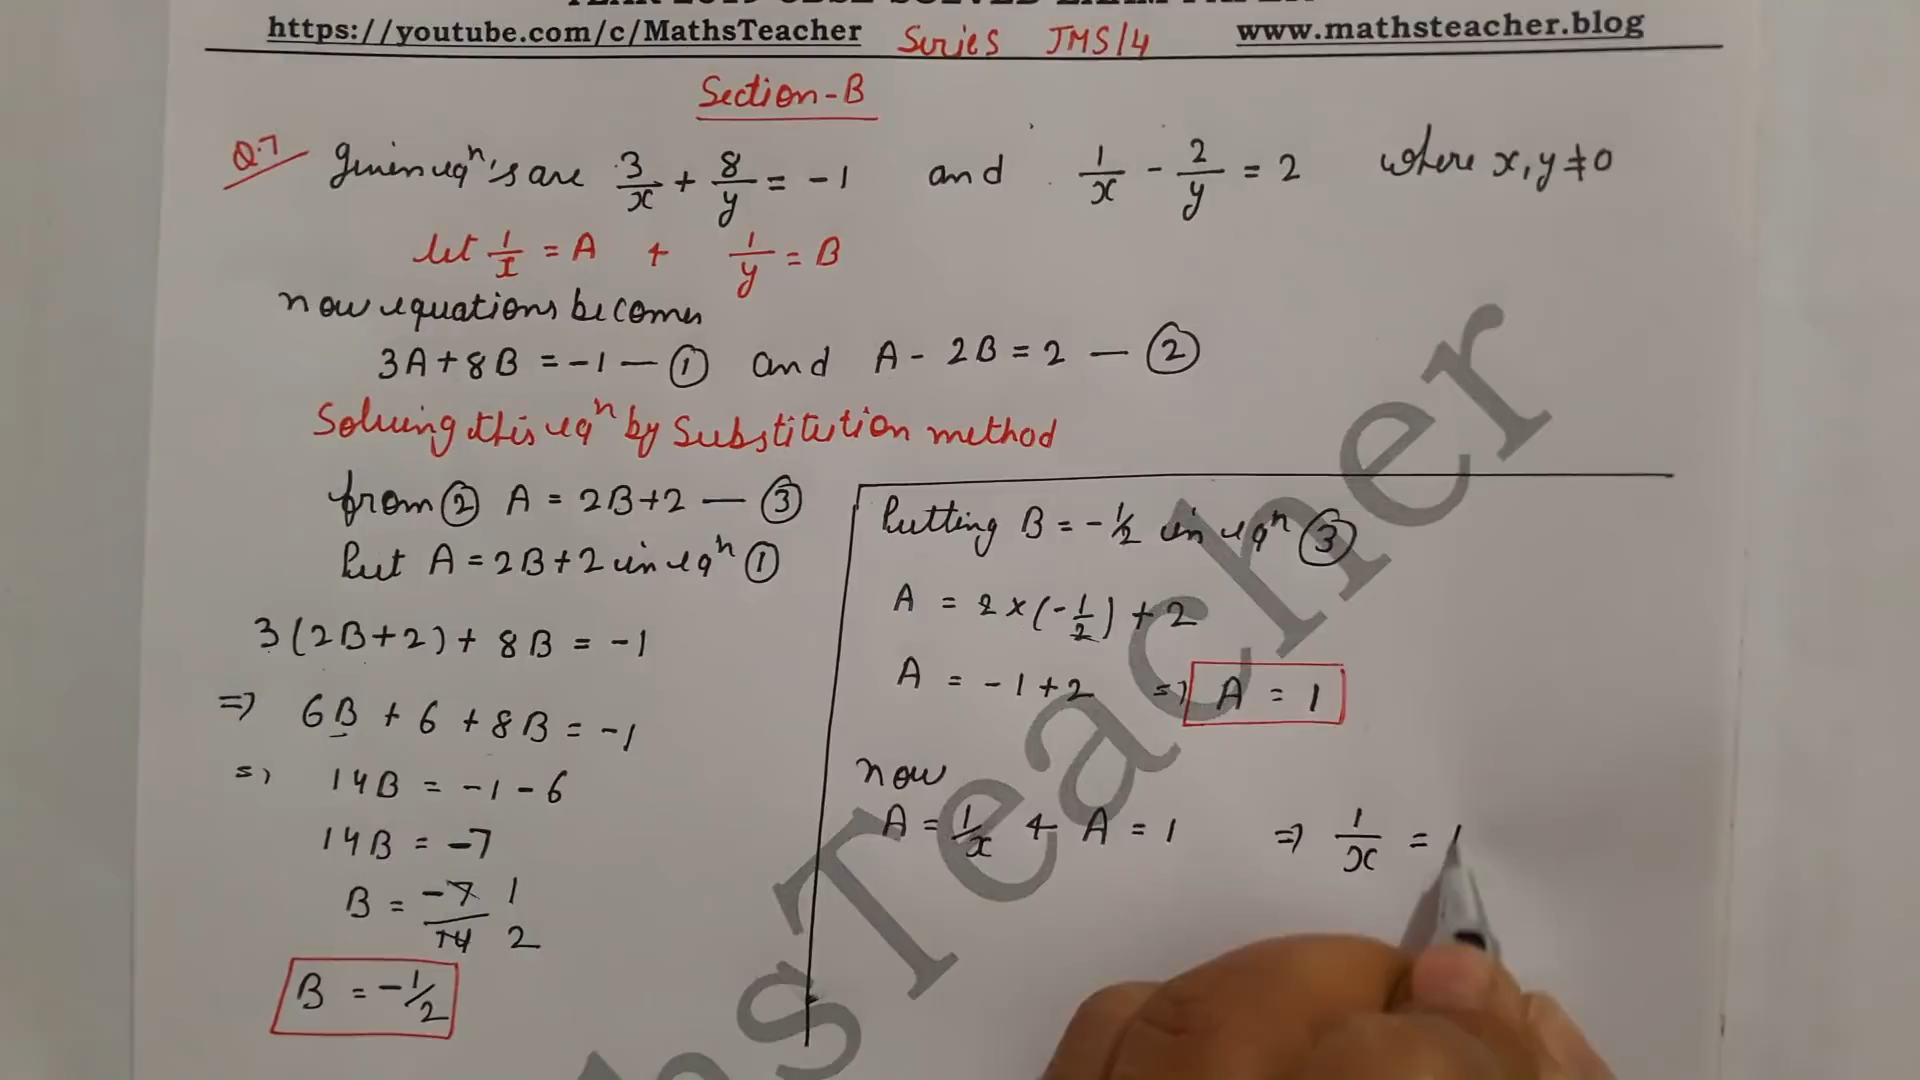 https://youtube.com/c/MathsTeacher Series JMS/4 www.mathsteacher.blog
Section-B
Q.7 Given eqⁿ's are 3/x + 8/y = -1 and 1/x - 2/y = 2 where x, y ≠ 0
let 1/x = A + 1/y = B
now equations becomes
3A + 8B = -1 — ① and A - 2B = 2 — ②
Solving this eqⁿ by Substitution method
from ② A = 2B+2 — ③
Put A = 2B+2 in eqⁿ ①
3(2B+2) + 8B = -1
=> 6B + 6 + 8B = -1
=> 14B = -1 - 6
14B = -7
B = -7/14 1/2
B = -1/2
Putting B = -1/2 in eqⁿ ③
A = 2 × (-1/2) + 2
A = -1+2 => A = 1
now
A = 1/x + A = 1 => 1/x = 1
MathsTeacher